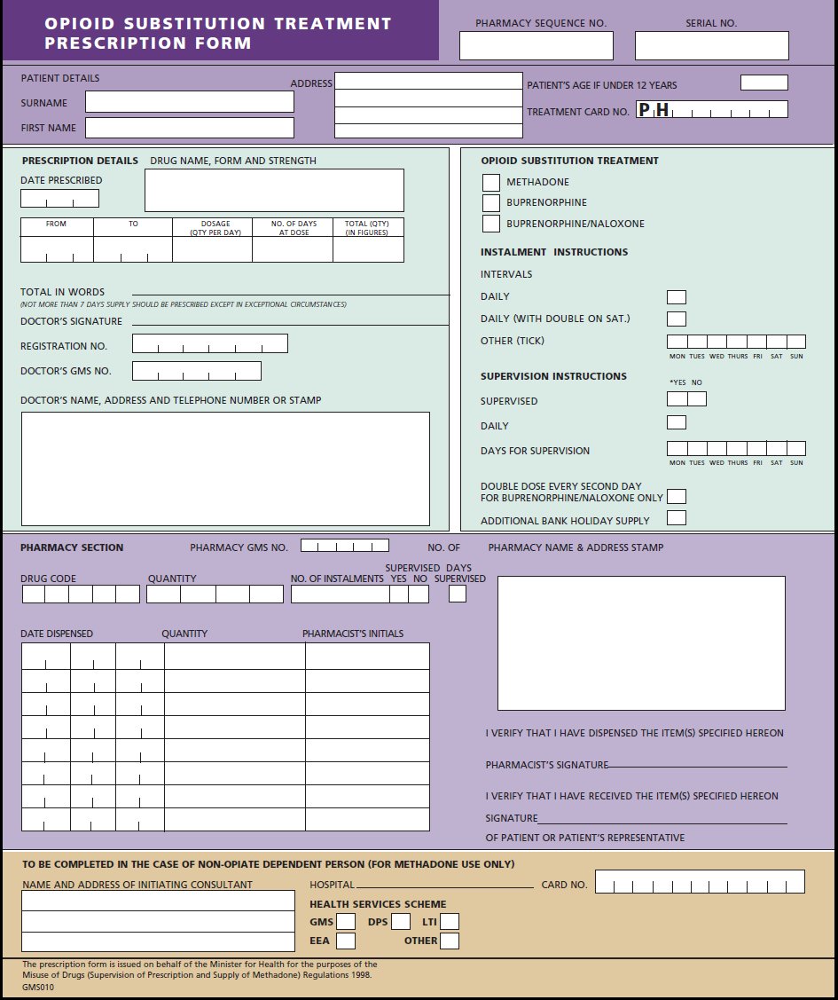 OPIOID SUBSTITUTION TREATMENT
PRESCRIPTION FORM
PHARMACY SEQUENCE NO.
SERIAL NO.
PATIENT DETAILS
SURNAME
FIRST NAME
ADDRESS
PATIENT'S AGE IF UNDER 12 YEARS
TREATMENT CARD NO. P H
PRESCRIPTION DETAILS DRUG NAME, FORM AND STRENGTH
DATE PRESCRIBED
FROM TO DOSAGE NO. OF DAYS TOTAL (QTY)
(QTY PER DAY) AT DOSE (IN FIGURES)
TOTAL IN WORDS
(NOT MORE THAN 7 DAYS SUPPLY SHOULD BE PRESCRIBED EXCEPT IN EXCEPTIONAL CIRCUMSTANCES)
DOCTOR'S SIGNATURE
REGISTRATION NO.
DOCTOR'S GMS NO.
DOCTOR'S NAME, ADDRESS AND TELEPHONE NUMBER OR STAMP
OPIOID SUBSTITUTION TREATMENT
METHADONE
BUPRENORPHINE
BUPRENORPHINE/NALOXONE
INSTALMENT INSTRUCTIONS
INTERVALS
DAILY
DAILY (WITH DOUBLE ON SAT.)
OTHER (TICK)
MON TUES WED THURS FRI SAT SUN
SUPERVISION INSTRUCTIONS
*YES NO
SUPERVISED
DAILY
DAYS FOR SUPERVISION
MON TUES WED THURS FRI SAT SUN
DOUBLE DOSE EVERY SECOND DAY
FOR BUPRENORPHINE/NALOXONE ONLY
ADDITIONAL BANK HOLIDAY SUPPLY
PHARMACY SECTION PHARMACY GMS NO. NO. OF PHARMACY NAME & ADDRESS STAMP
SUPERVISED DAYS
DRUG CODE QUANTITY NO. OF INSTALMENTS YES NO SUPERVISED
DATE DISPENSED QUANTITY PHARMACIST'S INITIALS
I VERIFY THAT I HAVE DISPENSED THE ITEM(S) SPECIFIED HEREON
PHARMACIST'S SIGNATURE
I VERIFY THAT I HAVE RECEIVED THE ITEM(S) SPECIFIED HEREON
SIGNATURE
OF PATIENT OR PATIENT'S REPRESENTATIVE
TO BE COMPLETED IN THE CASE OF NON-OPIATE DEPENDENT PERSON (FOR METHADONE USE ONLY)
NAME AND ADDRESS OF INITIATING CONSULTANT HOSPITAL CARD NO.
HEALTH SERVICES SCHEME
GMS DPS LTI
EEA OTHER
The prescription form is issued on behalf of the Minister for Health for the purposes of the
Misuse of Drugs (Supervision of Prescription and Supply of Methadone) Regulations 1998.
GMS010